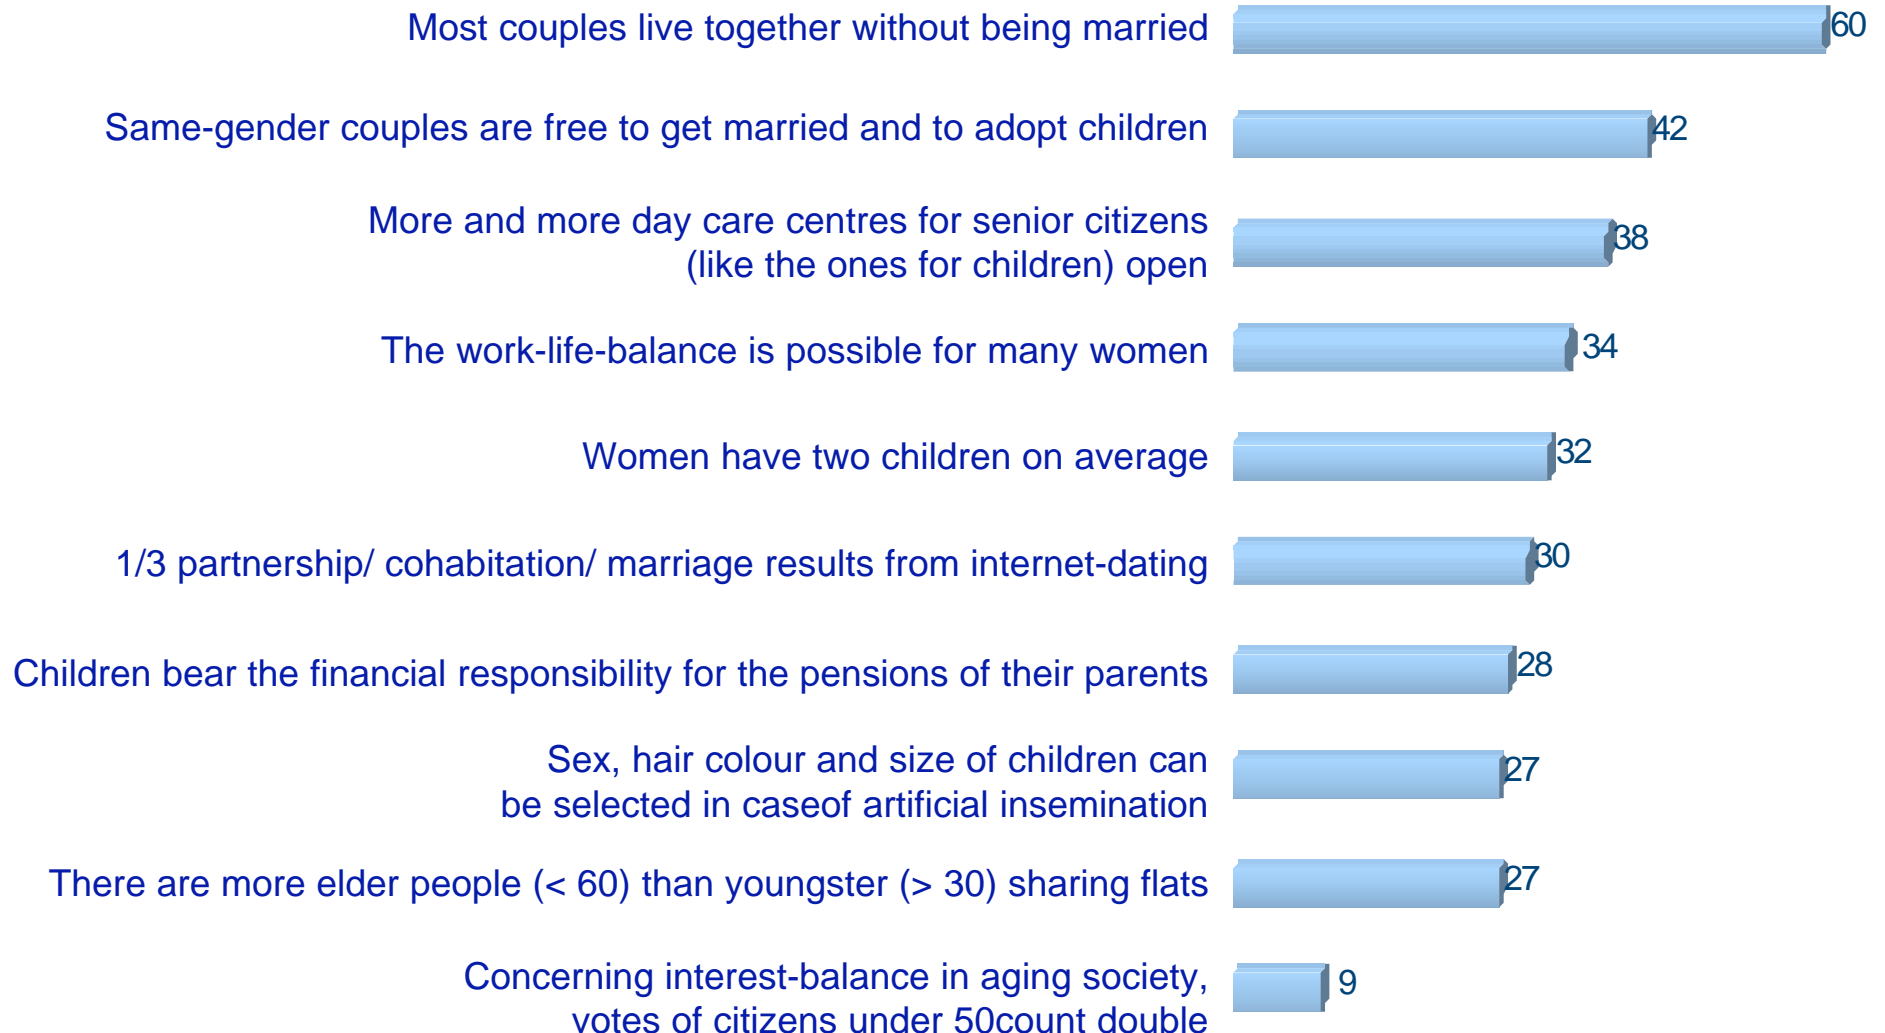 Most couples live together without being married 60
Same-gender couples are free to get married and to adopt children 42
More and more day care centres for senior citizens
(like the ones for children) open 38
The work-life-balance is possible for many women 34
Women have two children on average 32
1/3 partnership/ cohabitation/ marriage results from internet-dating 30
Children bear the financial responsibility for the pensions of their parents 28
Sex, hair colour and size of children can
be selected in caseof artificial insemination 27
There are more elder people (< 60) than youngster (> 30) sharing flats 27
Concerning interest-balance in aging society,
votes of citizens under 50count double 9